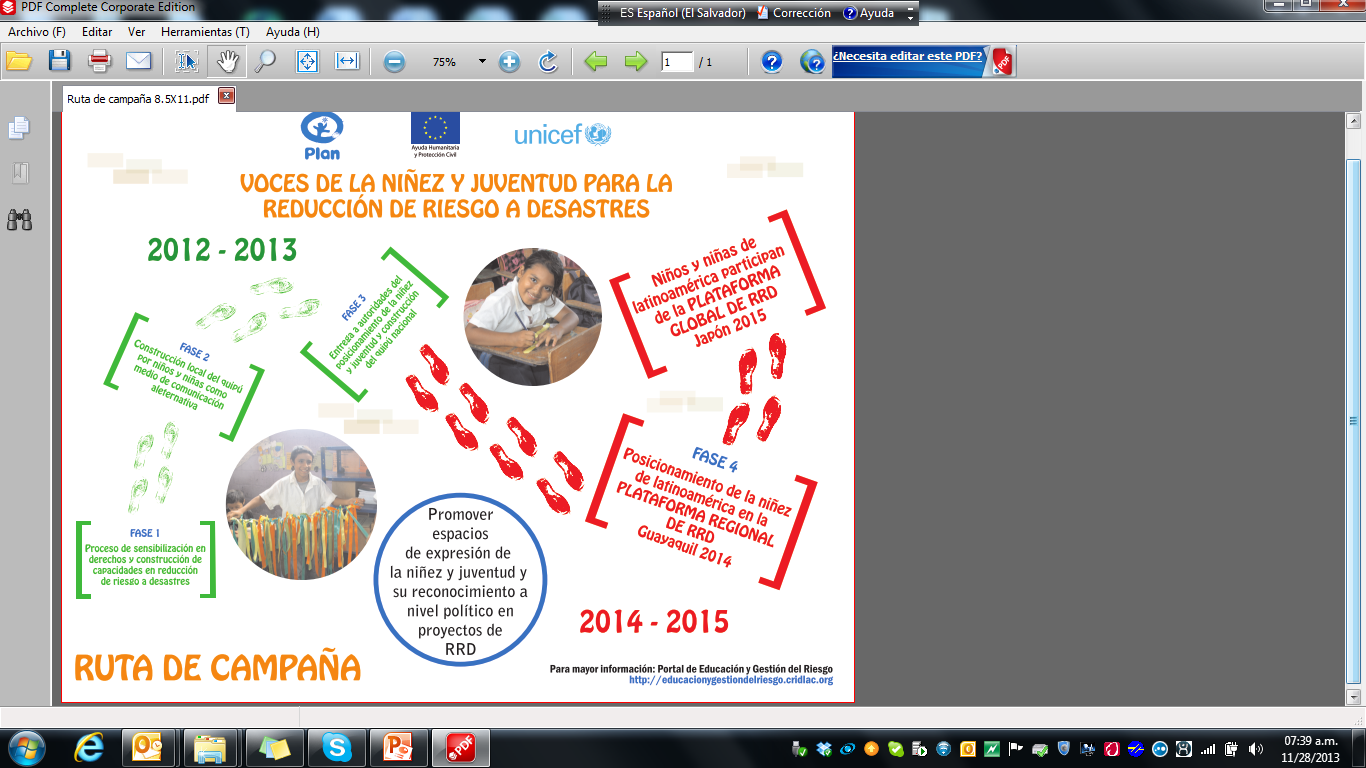 PDF Complete Corporate Edition
ES Español (El Salvador) Corrección Ayuda
Archivo (F) Editar Ver Herramientas (T) Ayuda (H)
75% 1 / 1 ¿Necesita editar este PDF? PDF
Ruta de campaña 8.5X11.pdf
Plan
Ayuda Humanitaria
y Protección Civil
unicef
VOCES DE LA NIÑEZ Y JUVENTUD PARA LA
REDUCCIÓN DE RIESGO A DESASTRES
2012 - 2013
FASE 1
Proceso de sensibilización en
derechos y construcción de
capacidades en reducción
de riesgo a desastres
FASE 2
Construcción local del quipú
por niños y niñas como
medio de comunicación
aleternativa
FASE 3
Entrega a autoridades del
posicionamiento de la niñez
y juventud y construcción
del quipú nacional
FASE 4
Posicionamiento de la niñez
de latinoamérica en la
PLATAFORMA REGIONAL
DE RRD
Guayaquil 2014
Niños y niñas de
latinoamérica participan
de la PLATAFORMA
GLOBAL DE RRD
Japón 2015
Promover
espacios
de expresión de
la niñez y juventud y
su reconocimiento a
nivel político en
proyectos de
RRD
2014 - 2015
RUTA DE CAMPAÑA
Para mayor información: Portal de Educación y Gestión del Riesgo
http://educacionygestiondelriesgo.cridlac.org
PDF
07:39 a.m.
11/28/2013